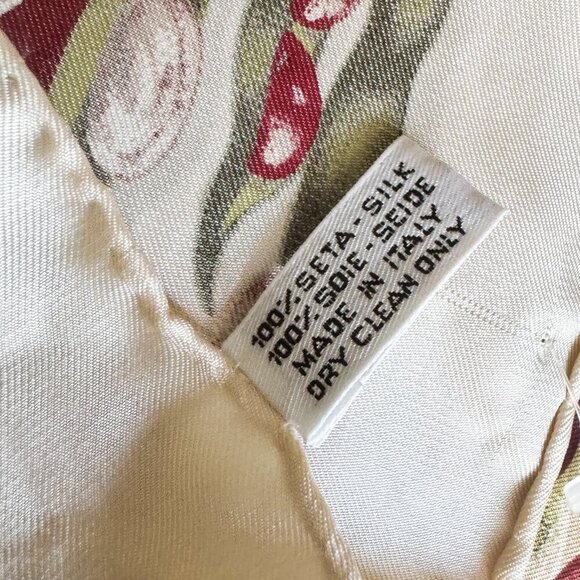 100% SETA - SILK
100% SOIE - SEIDE
MADE IN ITALY
DRY CLEAN ONLY